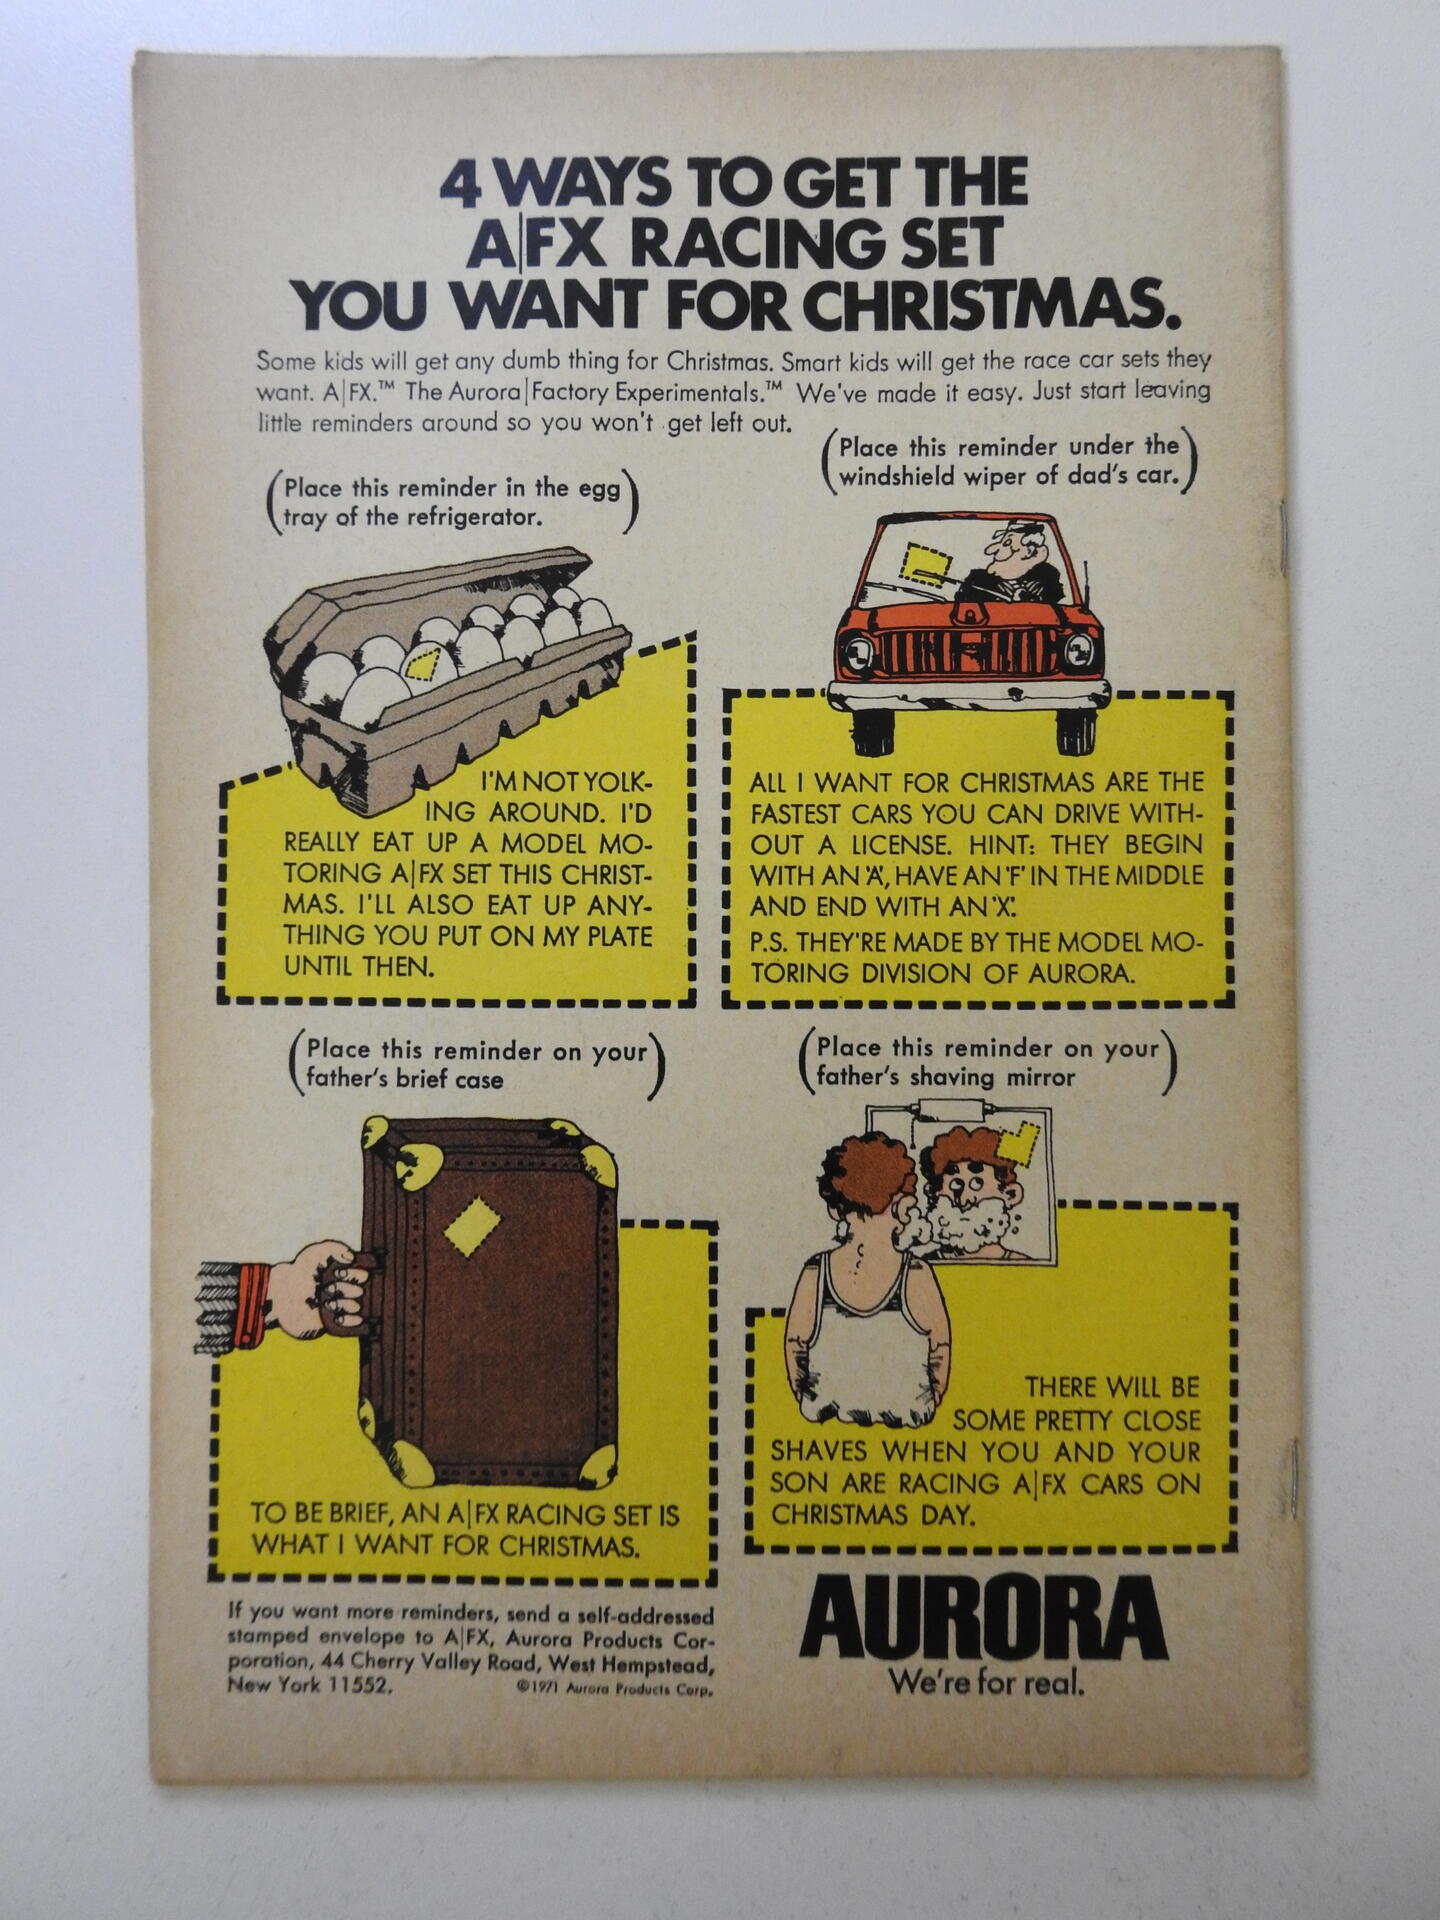 4 WAYS TO GET THE
A|FX RACING SET
YOU WANT FOR CHRISTMAS.
Some kids will get any dumb thing for Christmas. Smart kids will get the race car sets they
want. A|FX.™ The Aurora|Factory Experimentals.™ We've made it easy. Just start leaving
little reminders around so you won't get left out.
(Place this reminder in the egg
tray of the refrigerator.)
I'M NOT YOLK-
ING AROUND. I'D
REALLY EAT UP A MODEL MO-
TORING A|FX SET THIS CHRIST-
MAS. I'LL ALSO EAT UP ANY-
THING YOU PUT ON MY PLATE
UNTIL THEN.
(Place this reminder under the
windshield wiper of dad's car.)
ALL I WANT FOR CHRISTMAS ARE THE
FASTEST CARS YOU CAN DRIVE WITH-
OUT A LICENSE. HINT: THEY BEGIN
WITH AN 'A', HAVE AN 'F' IN THE MIDDLE
AND END WITH AN 'X'.
P.S. THEY'RE MADE BY THE MODEL MO-
TORING DIVISION OF AURORA.
(Place this reminder on your
father's brief case)
TO BE BRIEF, AN A|FX RACING SET IS
WHAT I WANT FOR CHRISTMAS.
(Place this reminder on your
father's shaving mirror)
THERE WILL BE
SOME PRETTY CLOSE
SHAVES WHEN YOU AND YOUR
SON ARE RACING A|FX CARS ON
CHRISTMAS DAY.
If you want more reminders, send a self-addressed
stamped envelope to A|FX, Aurora Products Cor-
poration, 44 Cherry Valley Road, West Hempstead,
New York 11552. ©1971 Aurora Products Corp.
AURORA
We're for real.